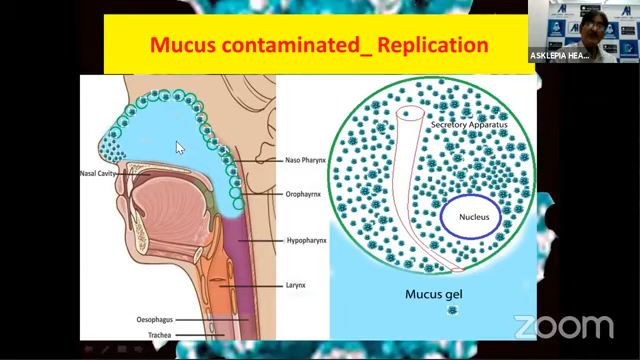 Mucus contaminated_ Replication
ASKLEPIA HEA...
Secretory Apparatus
Naso Pharynx
Nasal Cavity
Oropahyrnx
Nucleus
Hypopharynx
Larynx
Mucus gel
Oesophagus
Trachea
zoom